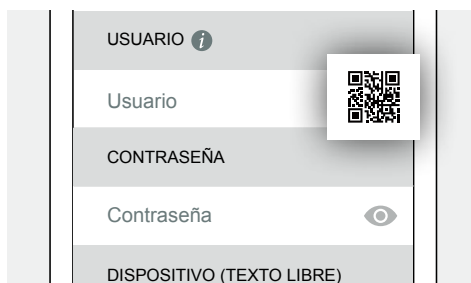 USUARIO i
Usuario
CONTRASEÑA
Contraseña
DISPOSITIVO (TEXTO LIBRE)